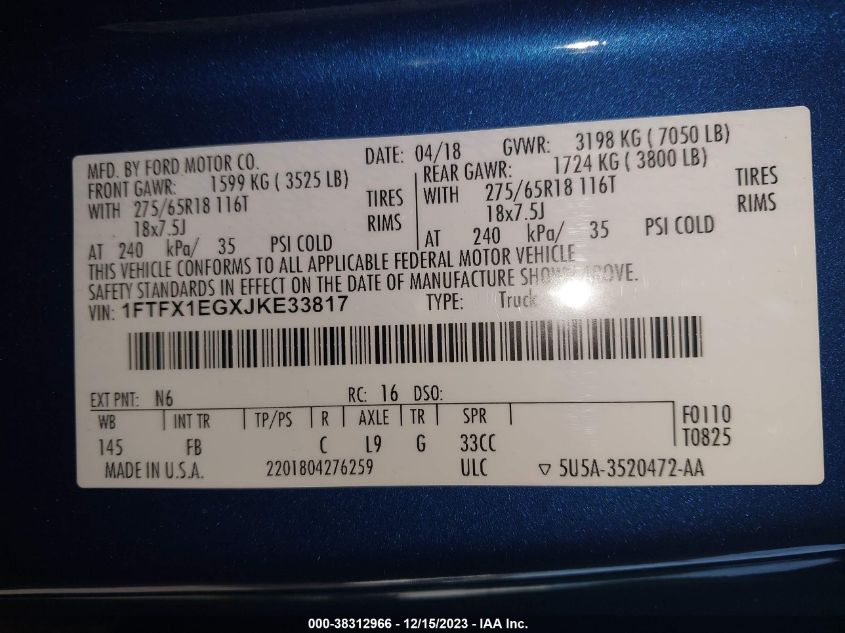 MFD. BY FORD MOTOR CO. DATE: 04/18 GVWR: 3198 KG ( 7050 LB)
FRONT GAWR: 1599 KG ( 3525 LB) REAR GAWR: 1724 KG ( 3800 LB)
WITH 275/65R18 116T TIRES WITH 275/65R18 116T TIRES
18x7.5J RIMS 18x7.5J RIMS
AT 240 kPa/ 35 PSI COLD AT 240 kPa/ 35 PSI COLD
THIS VEHICLE CONFORMS TO ALL APPLICABLE FEDERAL MOTOR VEHICLE
SAFETY STANDARDS IN EFFECT ON THE DATE OF MANUFACTURE SHOWN ABOVE.
VIN: 1FTFX1EGXJKE33817 TYPE: Truck
EXT PNT: N6 RC: 16 DSO:
WB INT TR TP/PS R AXLE TR SPR F0110
145 FB C L9 G 33CC T0825
MADE IN U.S.A. 2201804276259 ULC ▽ 5U5A-3520472-AA
000-38312966 - 12/15/2023 - IAA Inc.